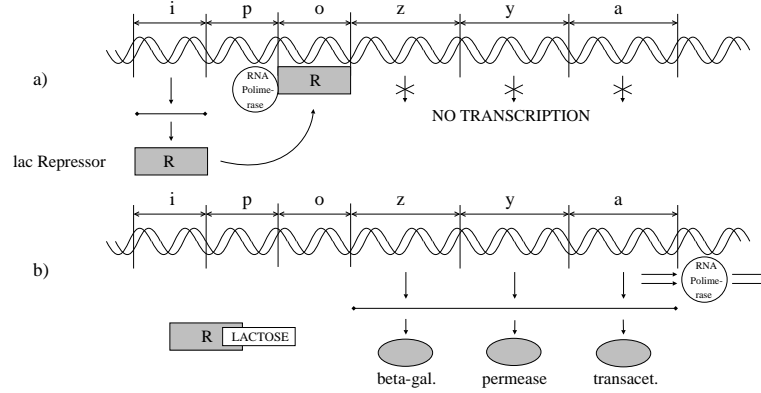 i p o z y a
a)
RNA
Polime-
rase
R
NO TRANSCRIPTION
lac Repressor
R
i p o z y a
b)
RNA
Polime-
rase
R
LACTOSE
beta-gal. permease transacet.